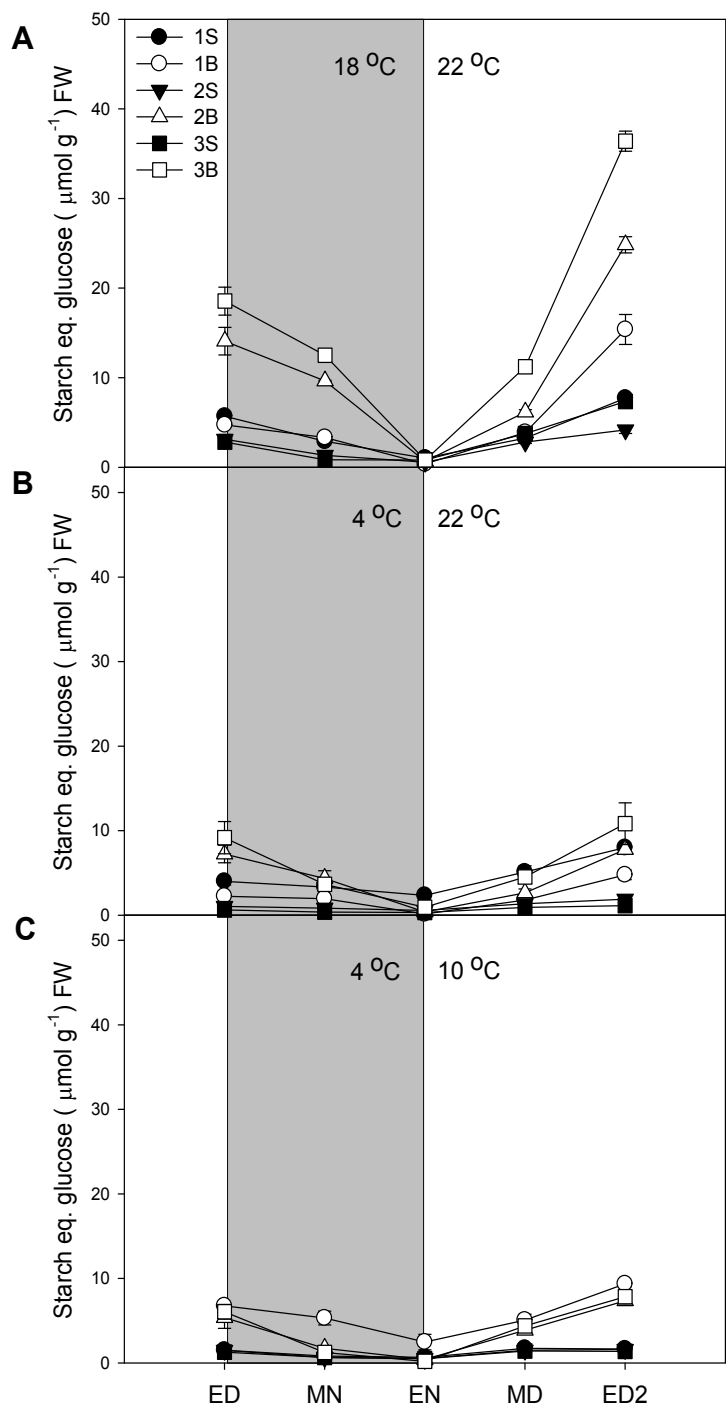 A
50
40
30
20
10
0
Starch eq. glucose ( μmol g⁻¹) FW
1S
1B
2S
2B
3S
3B
18 °C
22 °C
B
50
40
30
20
10
0
Starch eq. glucose ( μmol g⁻¹) FW
4 °C
22 °C
C
50
40
30
20
10
0
Starch eq. glucose ( μmol g⁻¹) FW
4 °C
10 °C
ED MN EN MD ED2